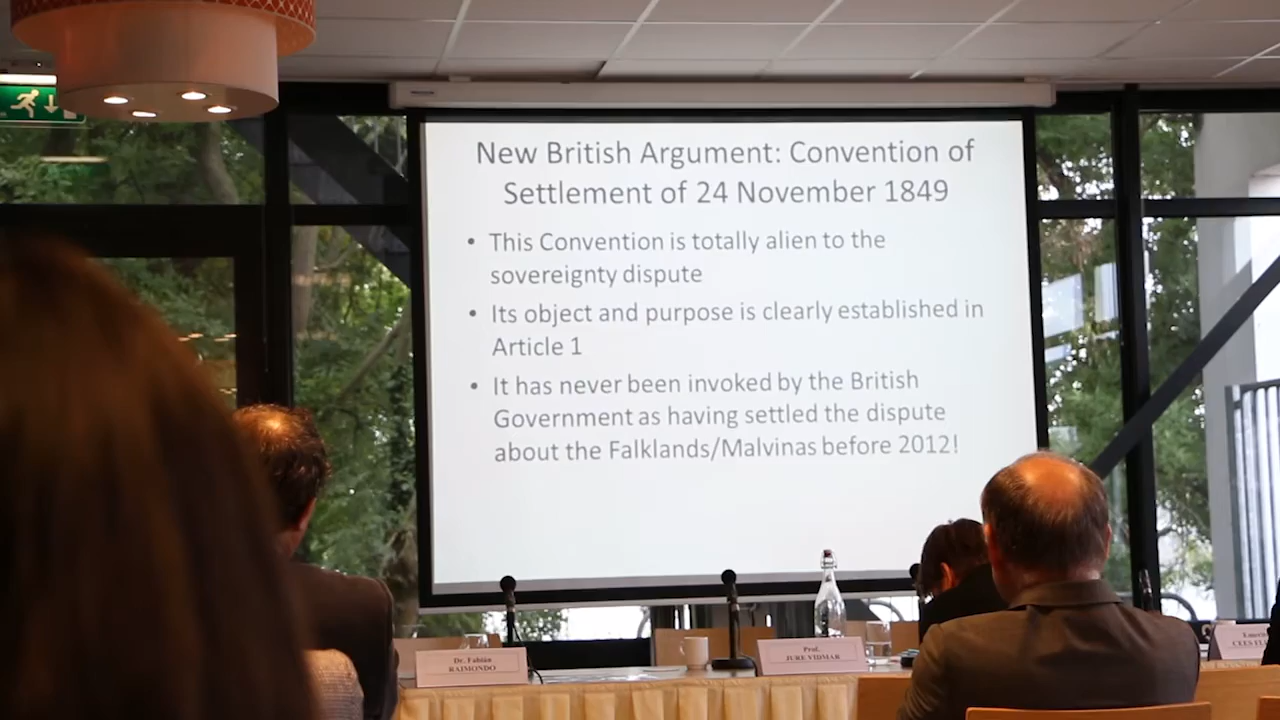 New British Argument: Convention of
Settlement of 24 November 1849
• This Convention is totally alien to the
sovereignty dispute
• Its object and purpose is clearly established in
Article 1
• It has never been invoked by the British
Government as having settled the dispute
about the Falklands/Malvinas before 2012!
Dr. Fabián
RAIMONDO
Prof.
JURE VIDMAR
CEES